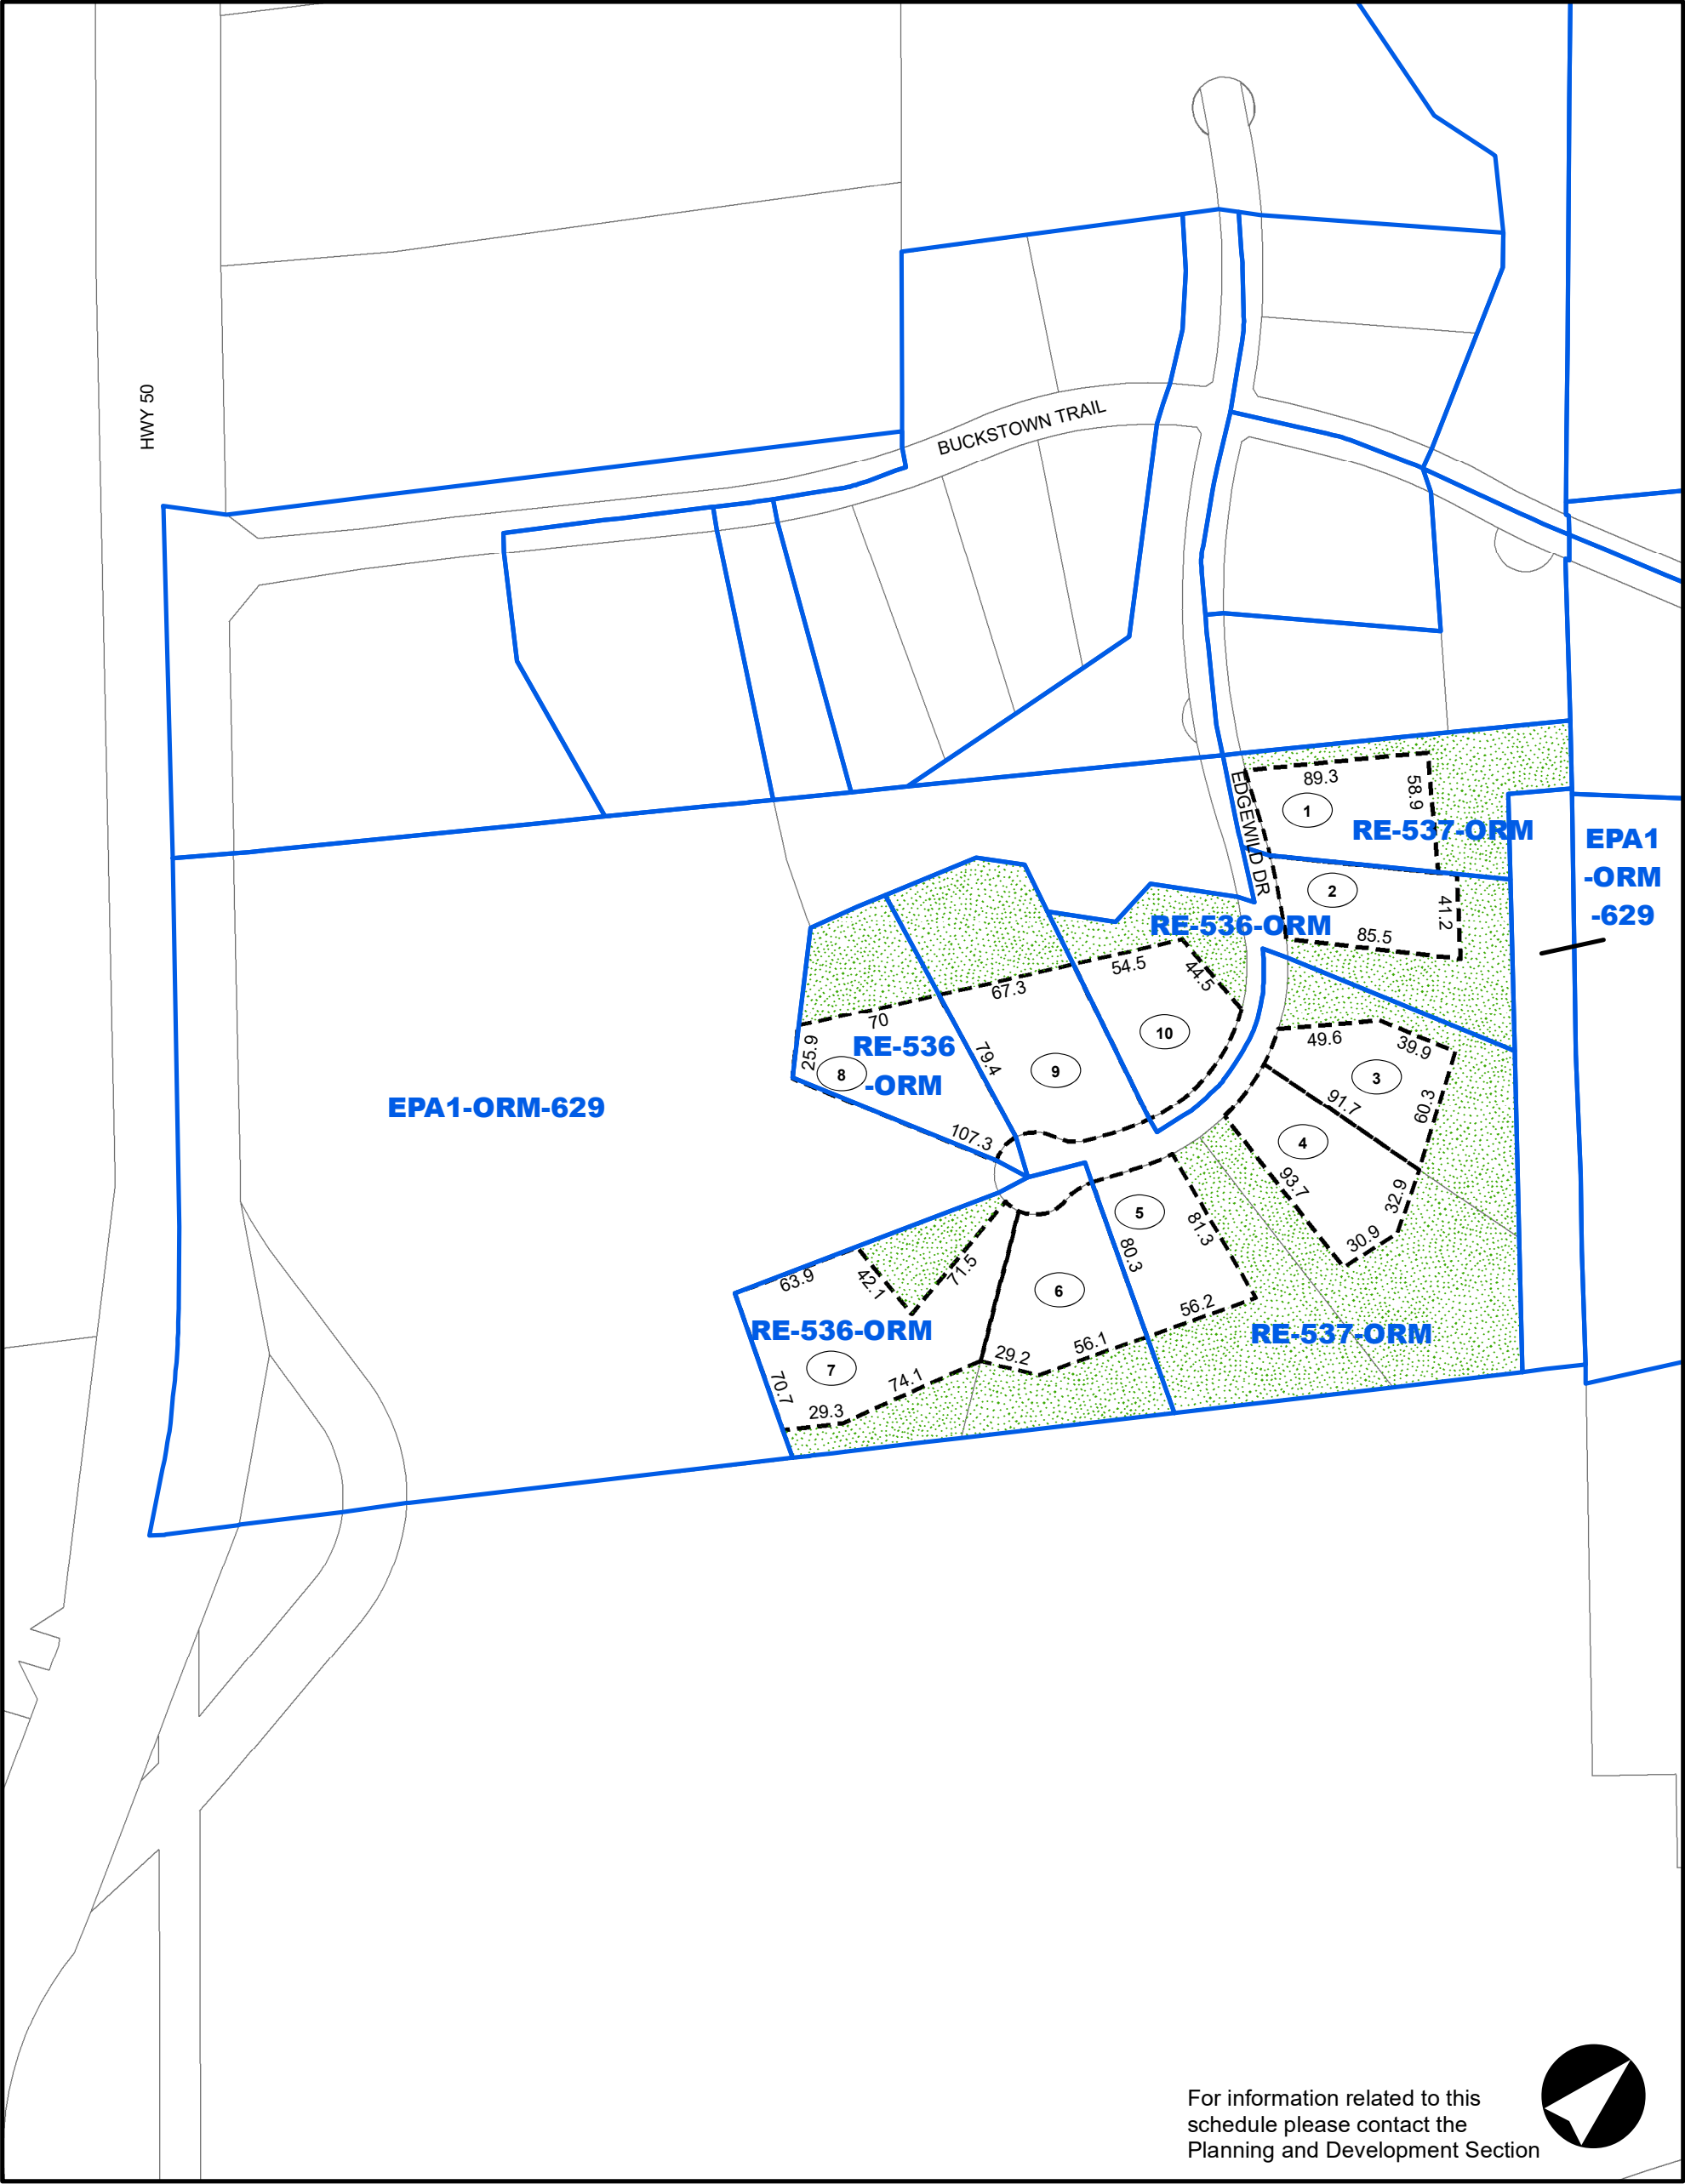 HWY 50
BUCKSTOWN TRAIL
EDGEWILD DR
89.3
58.9
1
RE-537-ORM
EPA1
-ORM
-629
2
41.2
85.5
RE-536-ORM
54.5
44.5
67.3
70
10
25.9
RE-536
-ORM
8
79.4
9
107.3
49.6
39.9
3
91.7
60.3
EPA1-ORM-629
4
93.7
32.9
30.9
5
81.3
80.3
63.9
42.1
71.5
6
56.2
RE-536-ORM
RE-537-ORM
56.1
29.2
7
74.1
70.7
29.3
For information related to this
schedule please contact the
Planning and Development Section